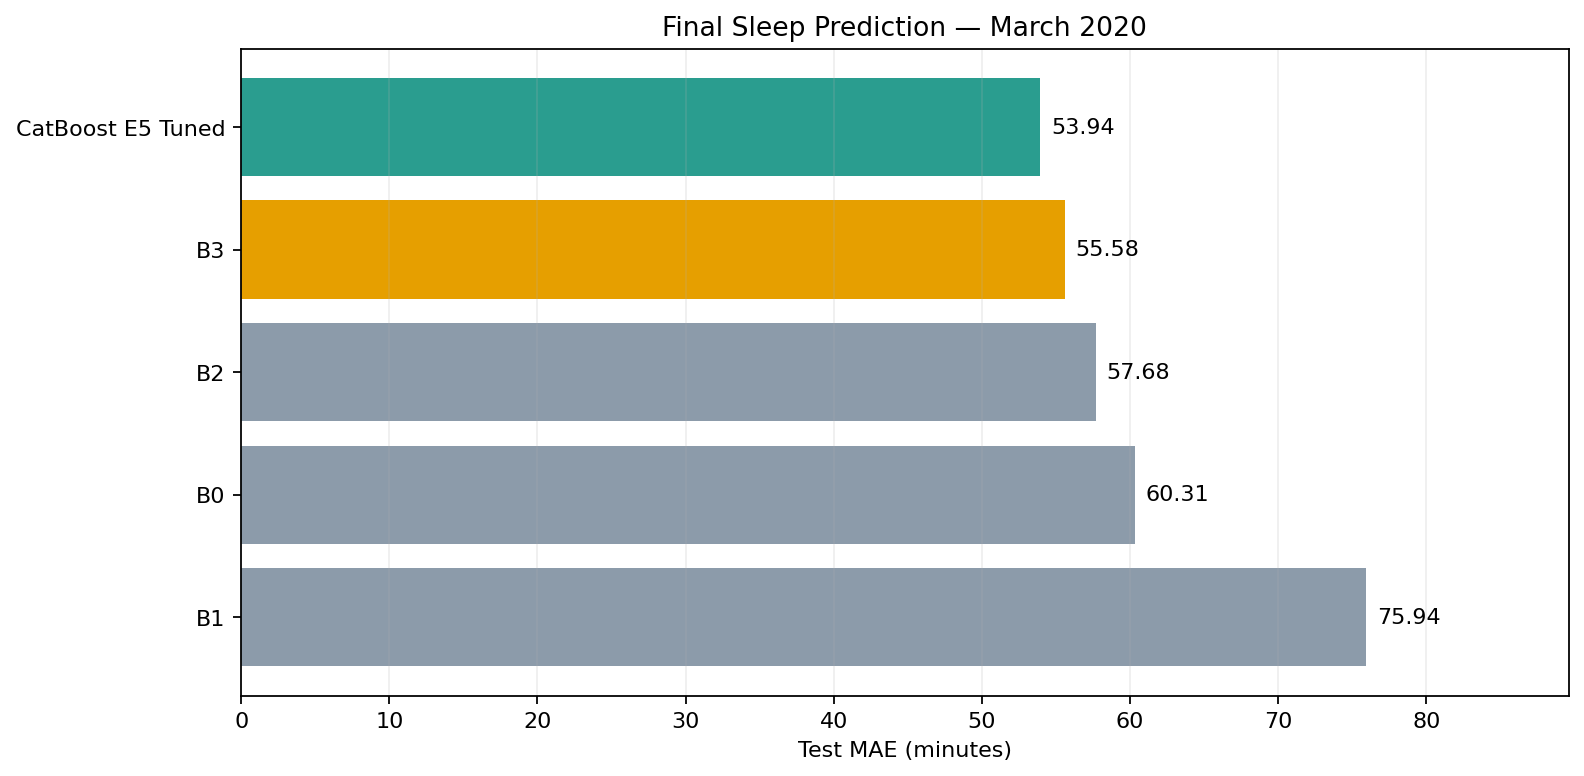 Final Sleep Prediction — March 2020
CatBoost E5 Tuned
53.94
B3
55.58
B2
57.68
B0
60.31
B1
75.94
0 10 20 30 40 50 60 70 80
Test MAE (minutes)